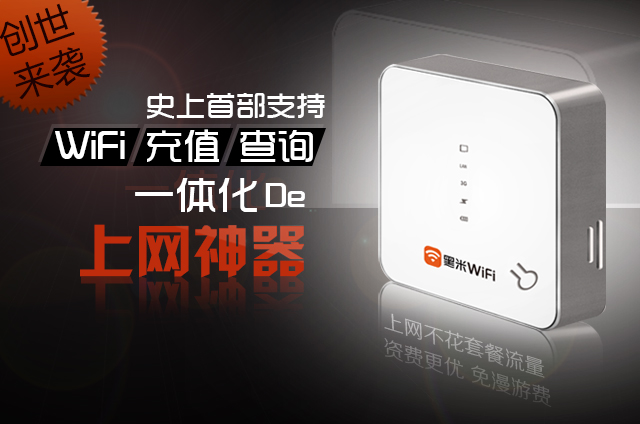 创世
来袭
史上首部支持
WiFi 充值 查询
一体化De
上网神器
黑米WiFi
上网不花套餐流量
资费更优 免漫游费